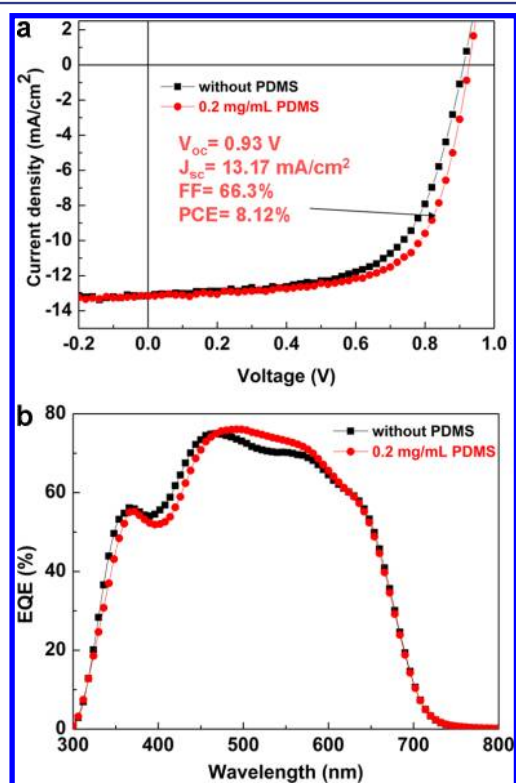 a
2
0
-2
-4
-6
-8
-10
-12
-14
Current density (mA/cm²)
without PDMS
0.2 mg/mL PDMS
Voc= 0.93 V
Jsc= 13.17 mA/cm²
FF= 66.3%
PCE= 8.12%
-0.2 0.0 0.2 0.4 0.6 0.8 1.0
Voltage (V)
b
80
60
40
20
0
EQE (%)
without PDMS
0.2 mg/mL PDMS
300 400 500 600 700 800
Wavelength (nm)